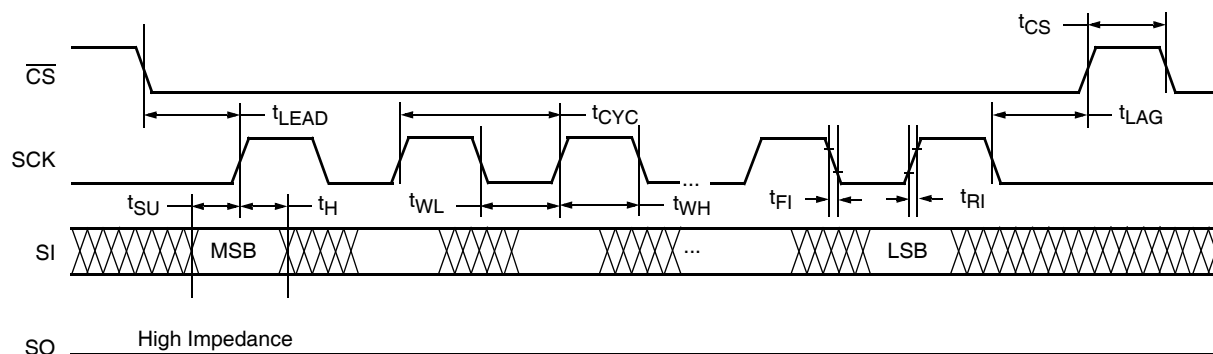 tCS
CS
tLEAD
tCYC
tLAG
SCK
...
tSU
tH
tWL
tWH
tFI
tRI
SI
MSB
...
LSB
High Impedance
SO